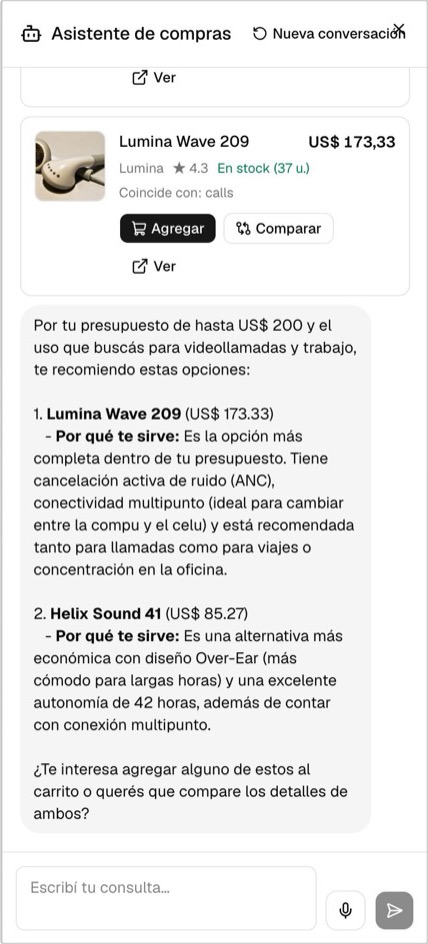 Asistente de compras
Nueva conversación
Ver
Lumina Wave 209
US$ 173,33
Lumina ★ 4.3 En stock (37 u.)
Coincide con: calls
Agregar
Comparar
Ver
Por tu presupuesto de hasta US$ 200 y el
uso que buscás para videollamadas y trabajo,
te recomiendo estas opciones:
1. Lumina Wave 209 (US$ 173.33)
- Por qué te sirve: Es la opción más
completa dentro de tu presupuesto. Tiene
cancelación activa de ruido (ANC),
conectividad multipunto (ideal para cambiar
entre la compu y el celu) y está recomendada
tanto para llamadas como para viajes o
concentración en la oficina.
2. Helix Sound 41 (US$ 85.27)
- Por qué te sirve: Es una alternativa más
económica con diseño Over-Ear (más
cómodo para largas horas) y una excelente
autonomía de 42 horas, además de contar
con conexión multipunto.
¿Te interesa agregar alguno de estos al
carrito o querés que compare los detalles de
ambos?
Escribí tu consulta...